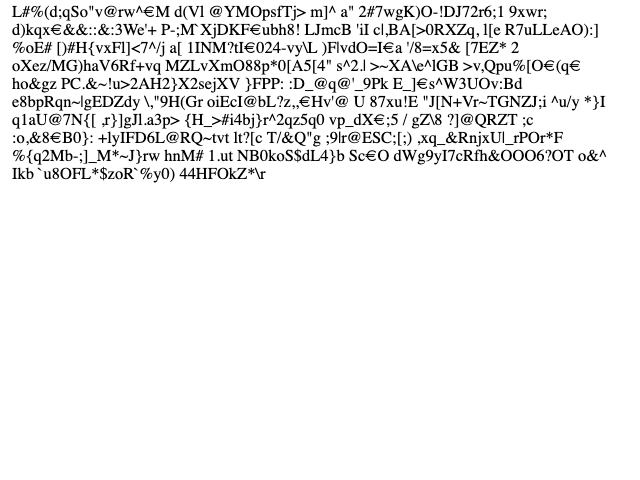 L#%(d;qSo"v@rw^€M d(Vl @YMOpsfTj> m]^ a" 2#7wgK)O-!DJ72r6;1 9xwr;
d)kqx€&&::&:3We'+ P-;M`XjDKF€ubh8! LJmcB 'iI cl,BA[>0RXZq, l[e R7uLLeAO):]
%oE# [)#H{vxFl]<7^/j a[ 1INM?tI€024-vy\L )F|vdO=I€a '/8=x5& [7EZ* 2
oXez/MG)haV6Rf+vq MZLvXmO88p*0[A5[4" s^2.| >~XA\e^lGB >v,Qpu%[O€(q€
ho&gz PC.&~!u>2AH2}X2sejXV }FPP: :D_@q@'_9Pk E_]€s^W3UOv:Bd
e8bpRqn~|gEDZdy \,"9H(Gr oiEcI@bL?z,,€Hv'@ U 87xu!E "J[N+Vr~TGNZJ;i ^u/y *}I
q1aU@7N{[ ,r}]gJl.a3p> {H_>#i4bj}r^2qz5q0 vp_dX€;5 / gZ\8 ?]@QRZT ;c
:o,&8€B0}: +lyIFD6L@RQ~tvt lt?[c T/&Q"g ;9|r@ESC;[;) ,xq_&RnjxU|_rPOr*F
%{q2Mb-;]_M*~J}rw hnM# 1.ut NB0koS$dL4}b Sc€O dWg9yI7cRfh&OOO6?OT o&^
Ikb`u8OFL*$zoR`%y0) 44HFOkZ*\r